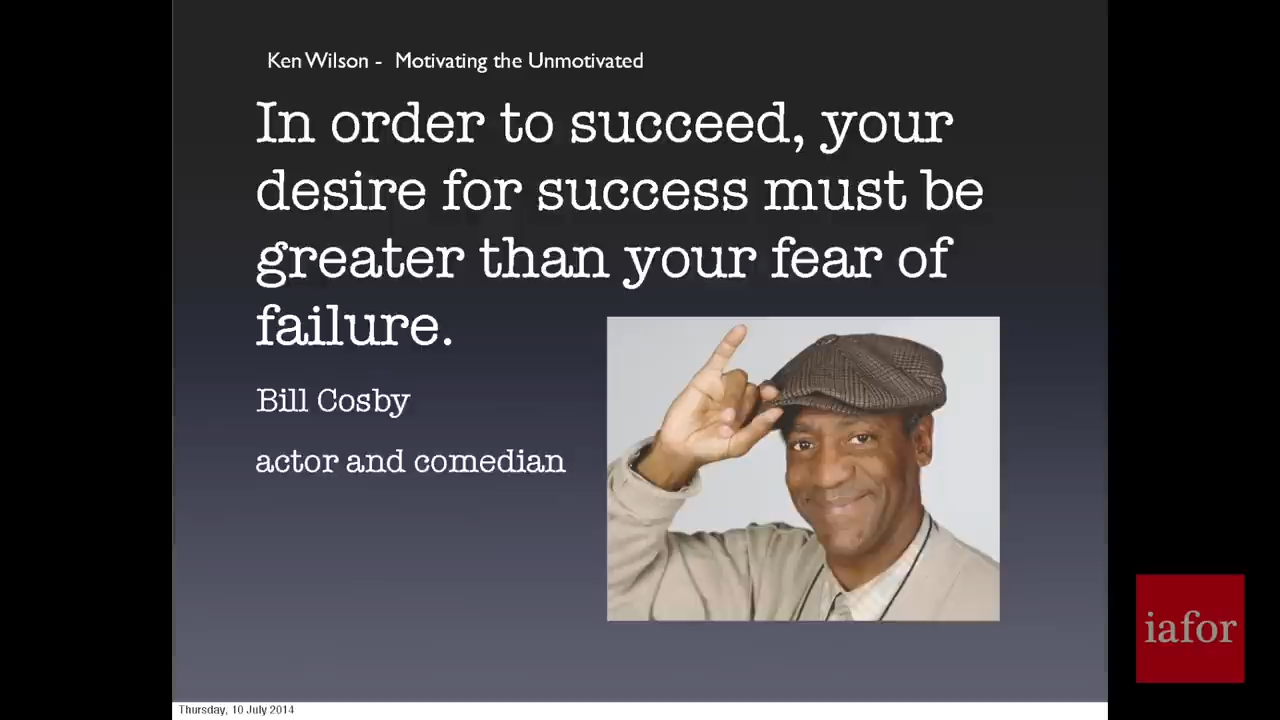 Ken Wilson - Motivating the Unmotivated
In order to succeed, your
desire for success must be
greater than your fear of
failure.
Bill Cosby
actor and comedian
iafor
Thursday, 10 July 2014